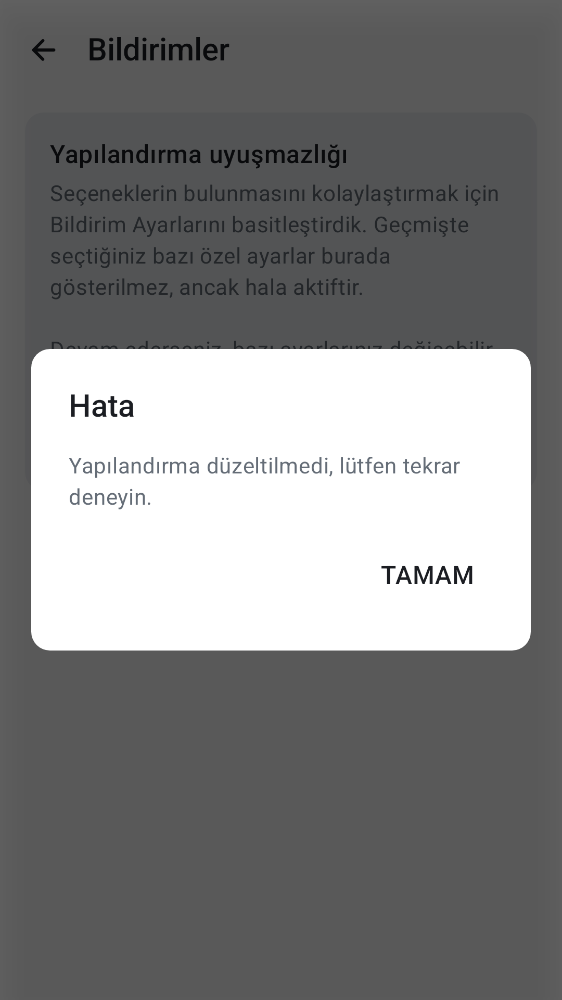 Bildirimler
Yapılandırma uyuşmazlığı
Seçeneklerin bulunmasını kolaylaştırmak için
Bildirim Ayarlarını basitleştirdik. Geçmişte
seçtiğiniz bazı özel ayarlar burada
gösterilmez, ancak hala aktiftir.
Devam ederseniz, bazı ayarlarınız değişebilir
Hata
Yapılandırma düzeltilmedi, lütfen tekrar
deneyin.
TAMAM